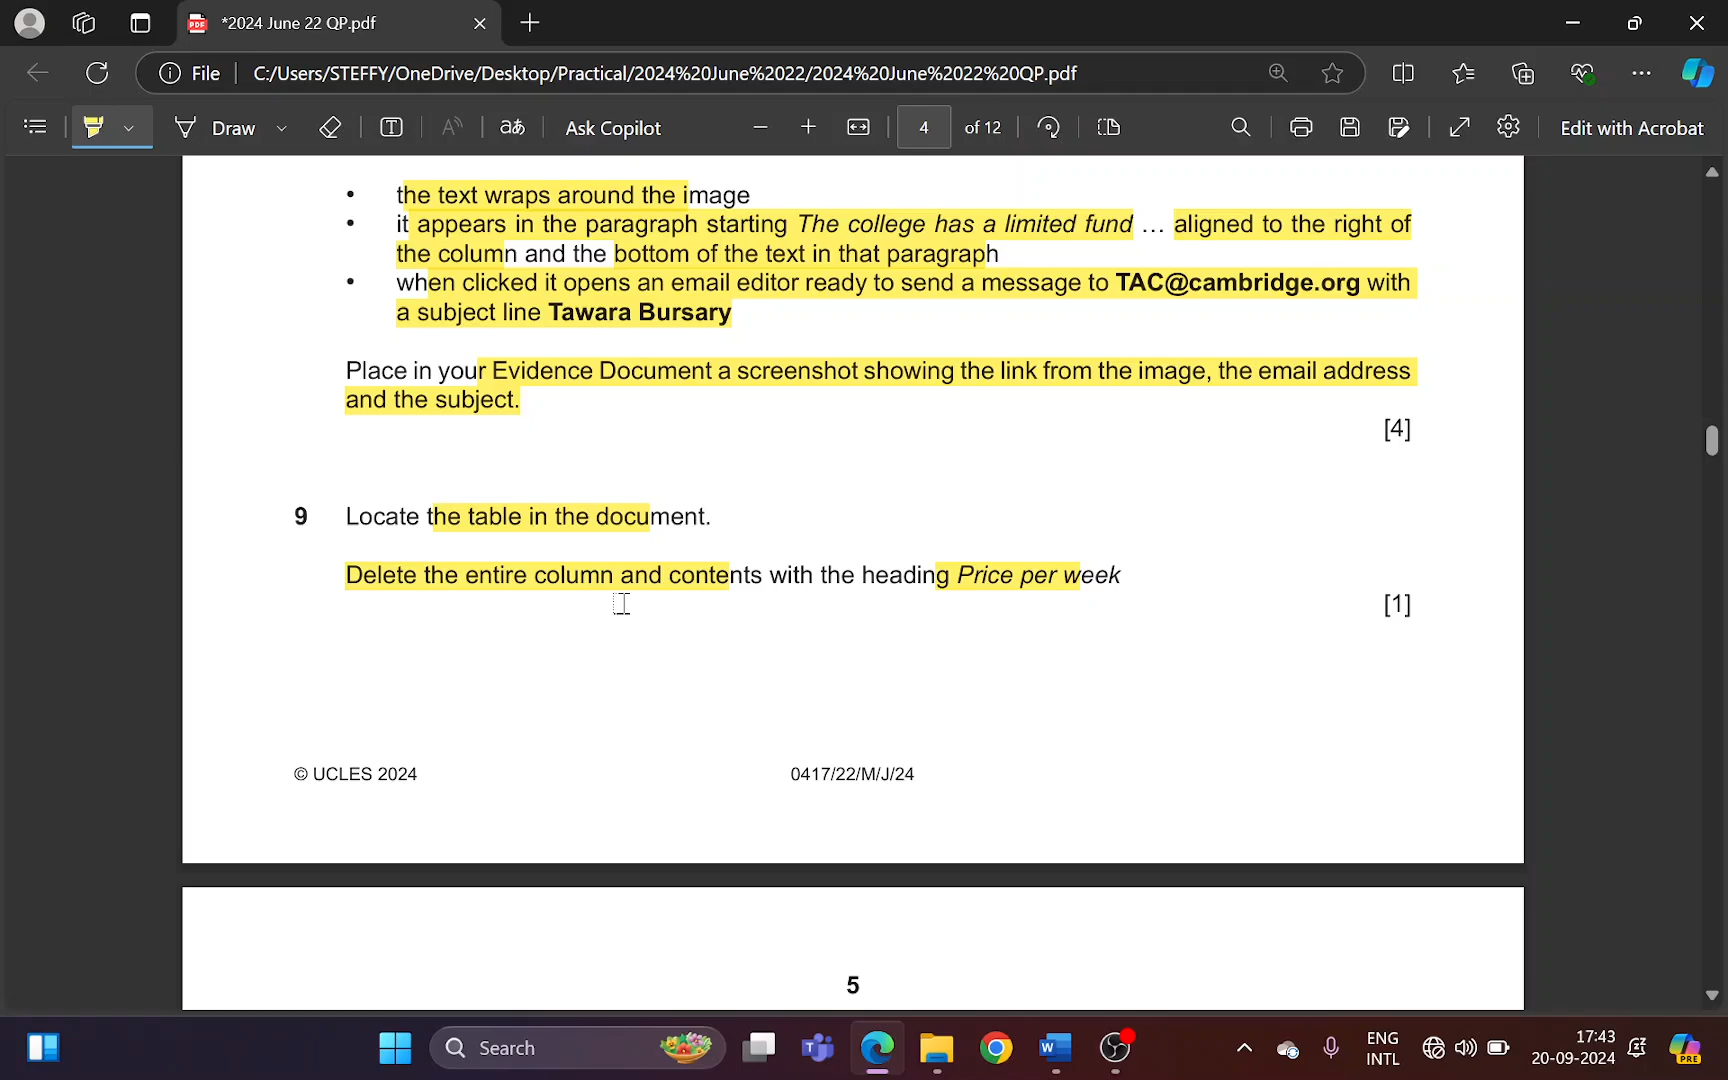 *2024 June 22 QP.pdf
File
C:/Users/STEFFY/OneDrive/Desktop/Practical/2024%20June%2022/2024%20June%2022%20QP.pdf
Draw
Ask Copilot
4 of 12
Edit with Acrobat
• the text wraps around the image
• it appears in the paragraph starting The college has a limited fund … aligned to the right of
the column and the bottom of the text in that paragraph
• when clicked it opens an email editor ready to send a message to TAC@cambridge.org with
a subject line Tawara Bursary
Place in your Evidence Document a screenshot showing the link from the image, the email address
and the subject.
[4]
9 Locate the table in the document.
Delete the entire column and contents with the heading Price per week
[1]
© UCLES 2024 0417/22/M/J/24
5
Search
ENG
INTL
17:43
20-09-2024
PRE